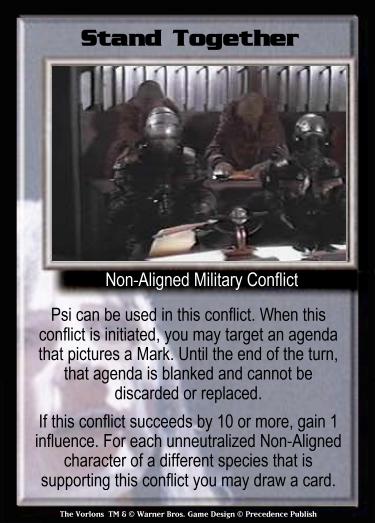 Stand Together
Non-Aligned Military Conflict
Psi can be used in this conflict. When this
conflict is initiated, you may target an agenda
that pictures a Mark. Until the end of the turn,
that agenda is blanked and cannot be
discarded or replaced.
If this conflict succeeds by 10 or more, gain 1
influence. For each unneutralized Non-Aligned
character of a different species that is
supporting this conflict you may draw a card.
The Vorlons TM & © Warner Bros. Game Design © Precedence Publish